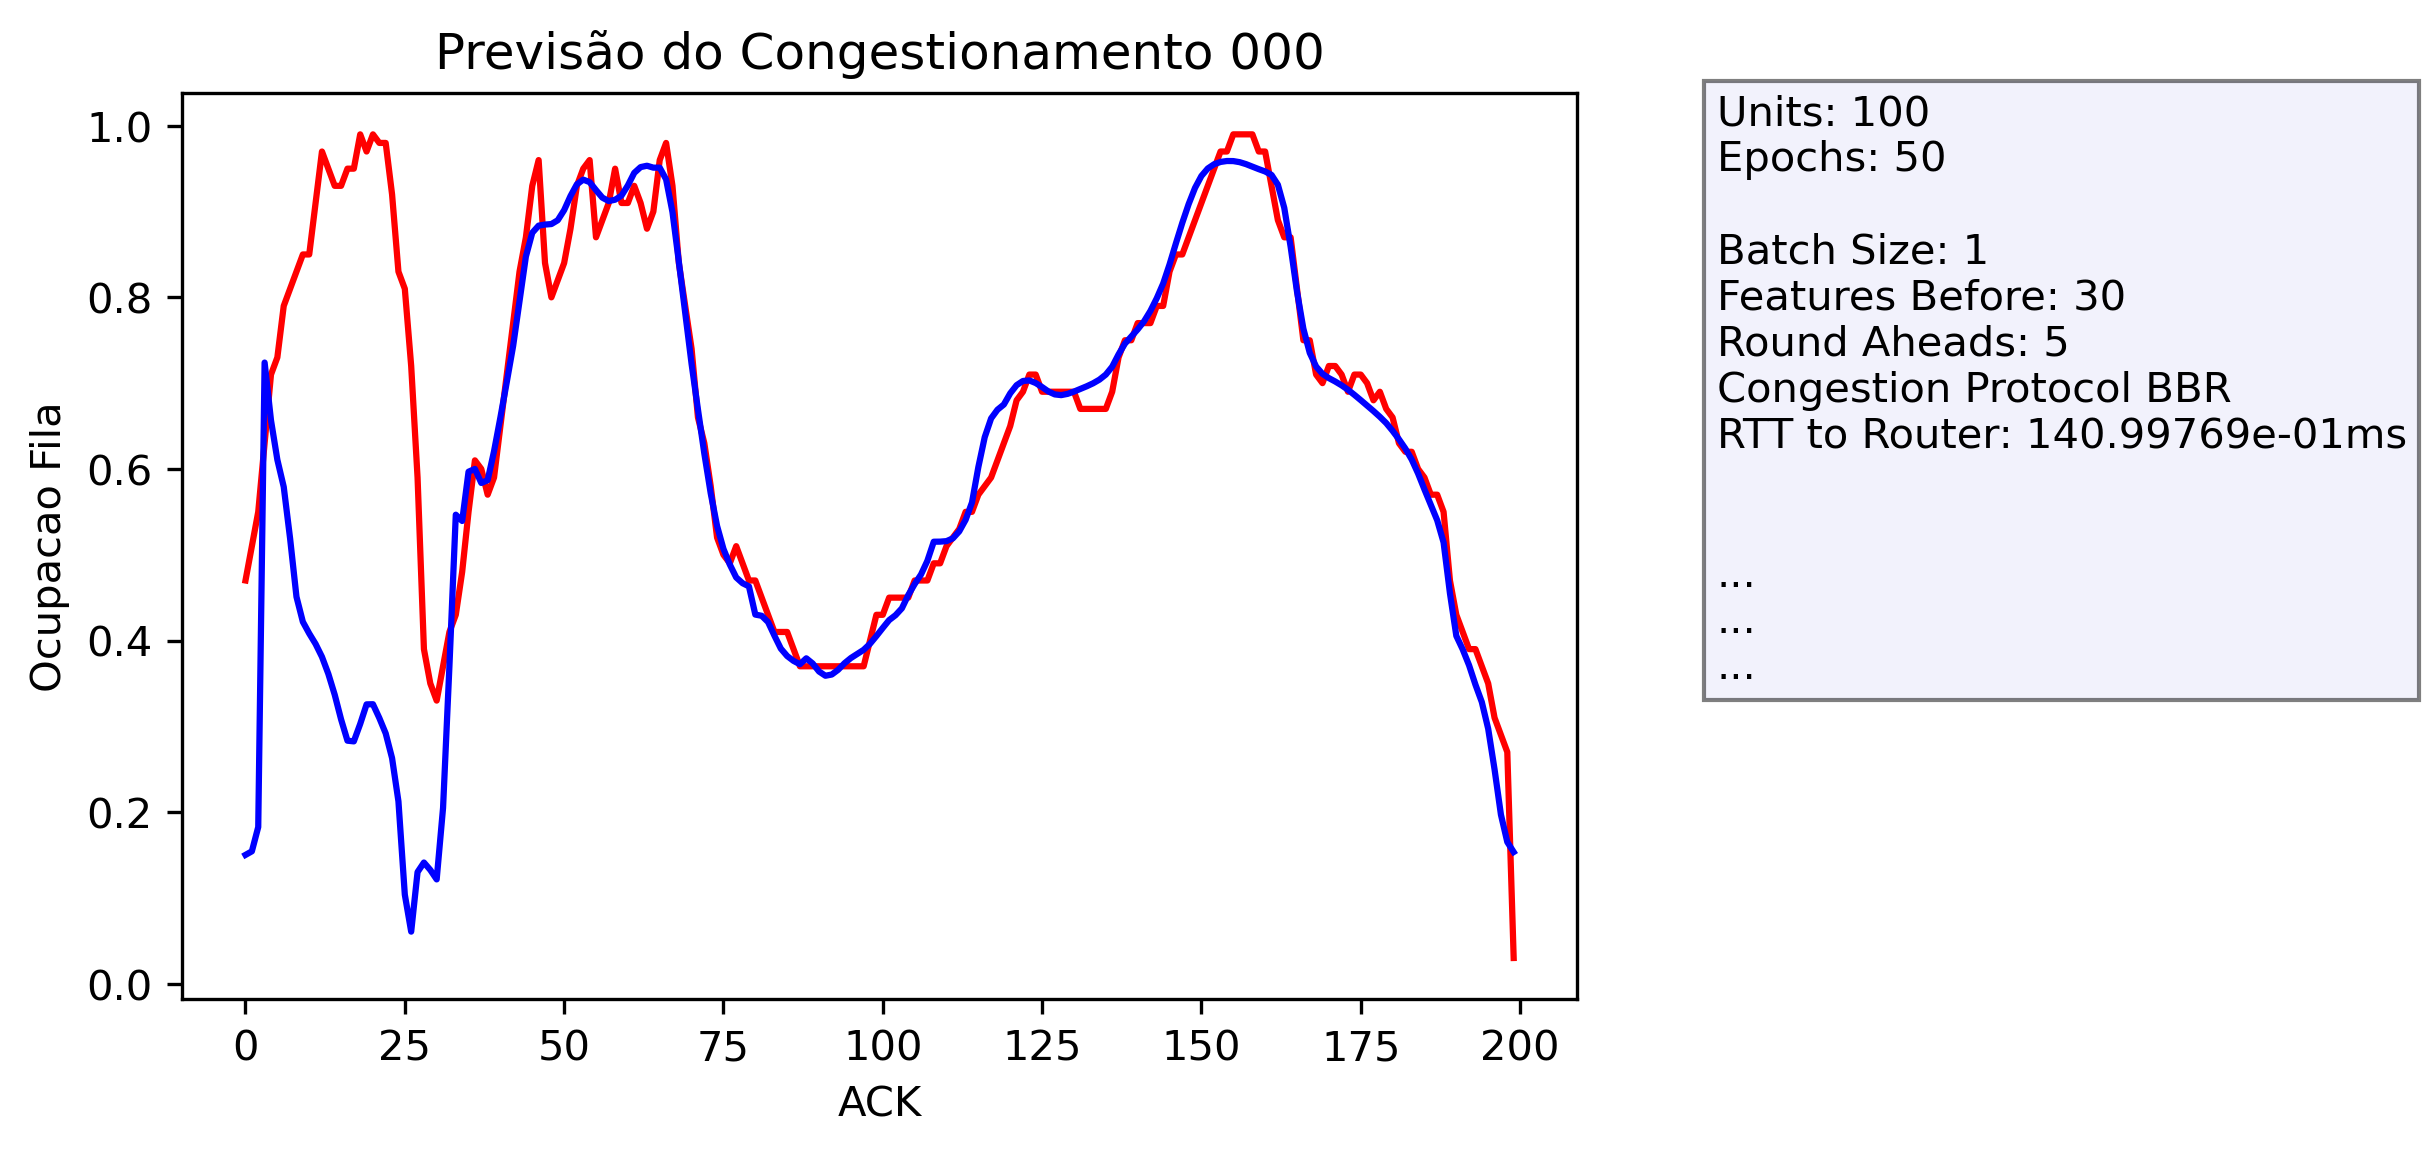 Previsão do Congestionamento 000
1.0
0.8
0.6
0.4
0.2
0.0
Ocupacao Fila
0 25 50 75 100 125 150 175 200
ACK
Units: 100
Epochs: 50
Batch Size: 1
Features Before: 30
Round Aheads: 5
Congestion Protocol BBR
RTT to Router: 140.99769e-01ms
...
...
...